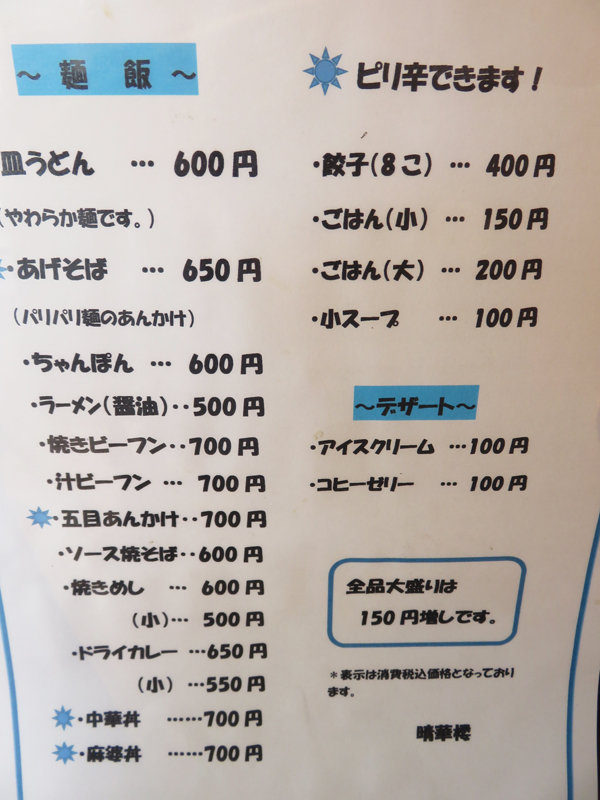 ～ 麺 飯 ～
皿うどん … 600円
(やわらか麺です。)
・あげそば … 650円
(パリパリ麺のあんかけ)
・ちゃんぽん … 600円
・ラーメン(醤油)‥500円
・焼きビーフン‥700円
・汁ビーフン … 700円
・五目あんかけ‥700円
・ソース焼そば‥600円
・焼きめし … 600円
(小)… 500円
・ドライカレー …650円
(小) …550円
・中華丼 ……700円
・麻婆丼 ……700円
ピリ辛できます！
・餃子(8こ) … 400円
・ごはん(小) … 150円
・ごはん(大) … 200円
・小スープ … 100円
～デザート～
・アイスクリーム …100円
・コヒーゼリー … 100円
全品大盛りは
150円増しです。
＊表示は消費税込価格となっており
ます。
晴華樓